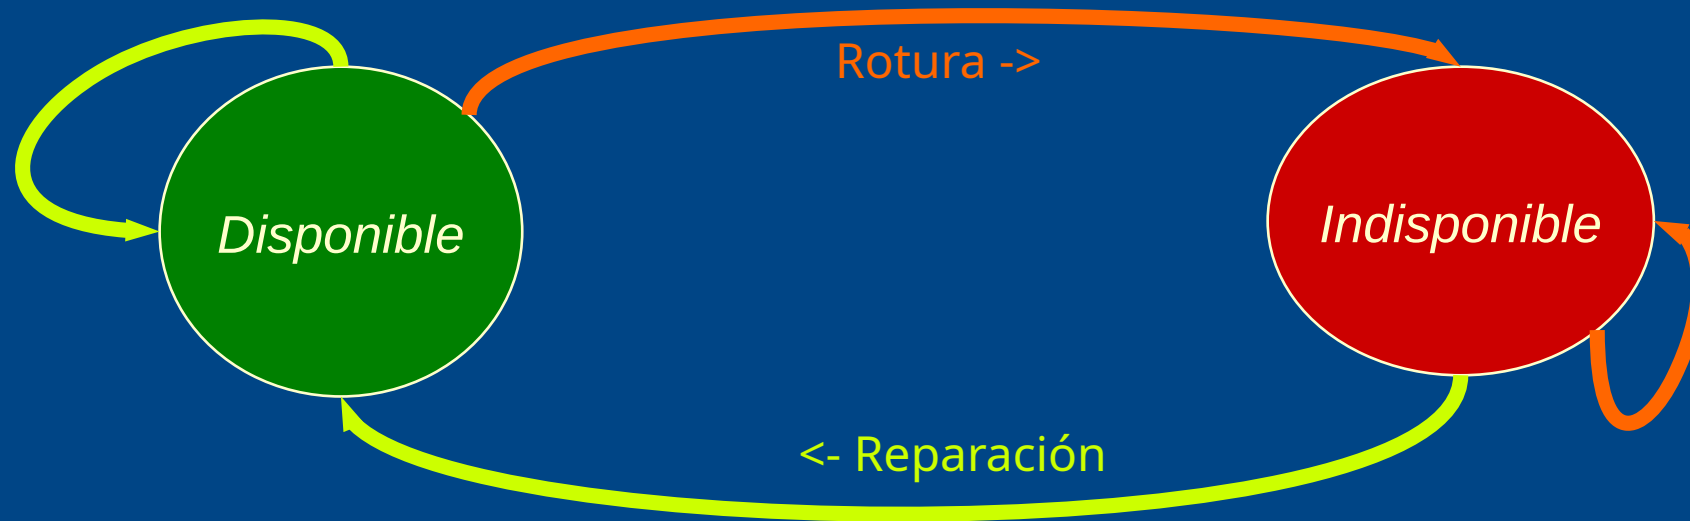 Rotura ->
Disponible
Indisponible
<- Reparación